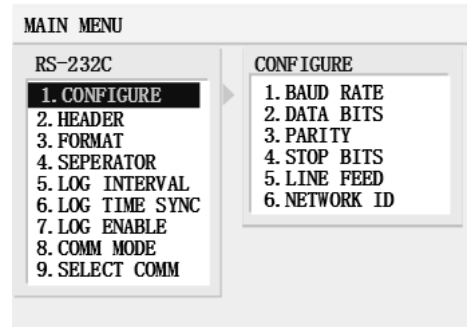 MAIN MENU
RS-232C
1. CONFIGURE
2. HEADER
3. FORMAT
4. SEPERATOR
5. LOG INTERVAL
6. LOG TIME SYNC
7. LOG ENABLE
8. COMM MODE
9. SELECT COMM
CONFIGURE
1. BAUD RATE
2. DATA BITS
3. PARITY
4. STOP BITS
5. LINE FEED
6. NETWORK ID